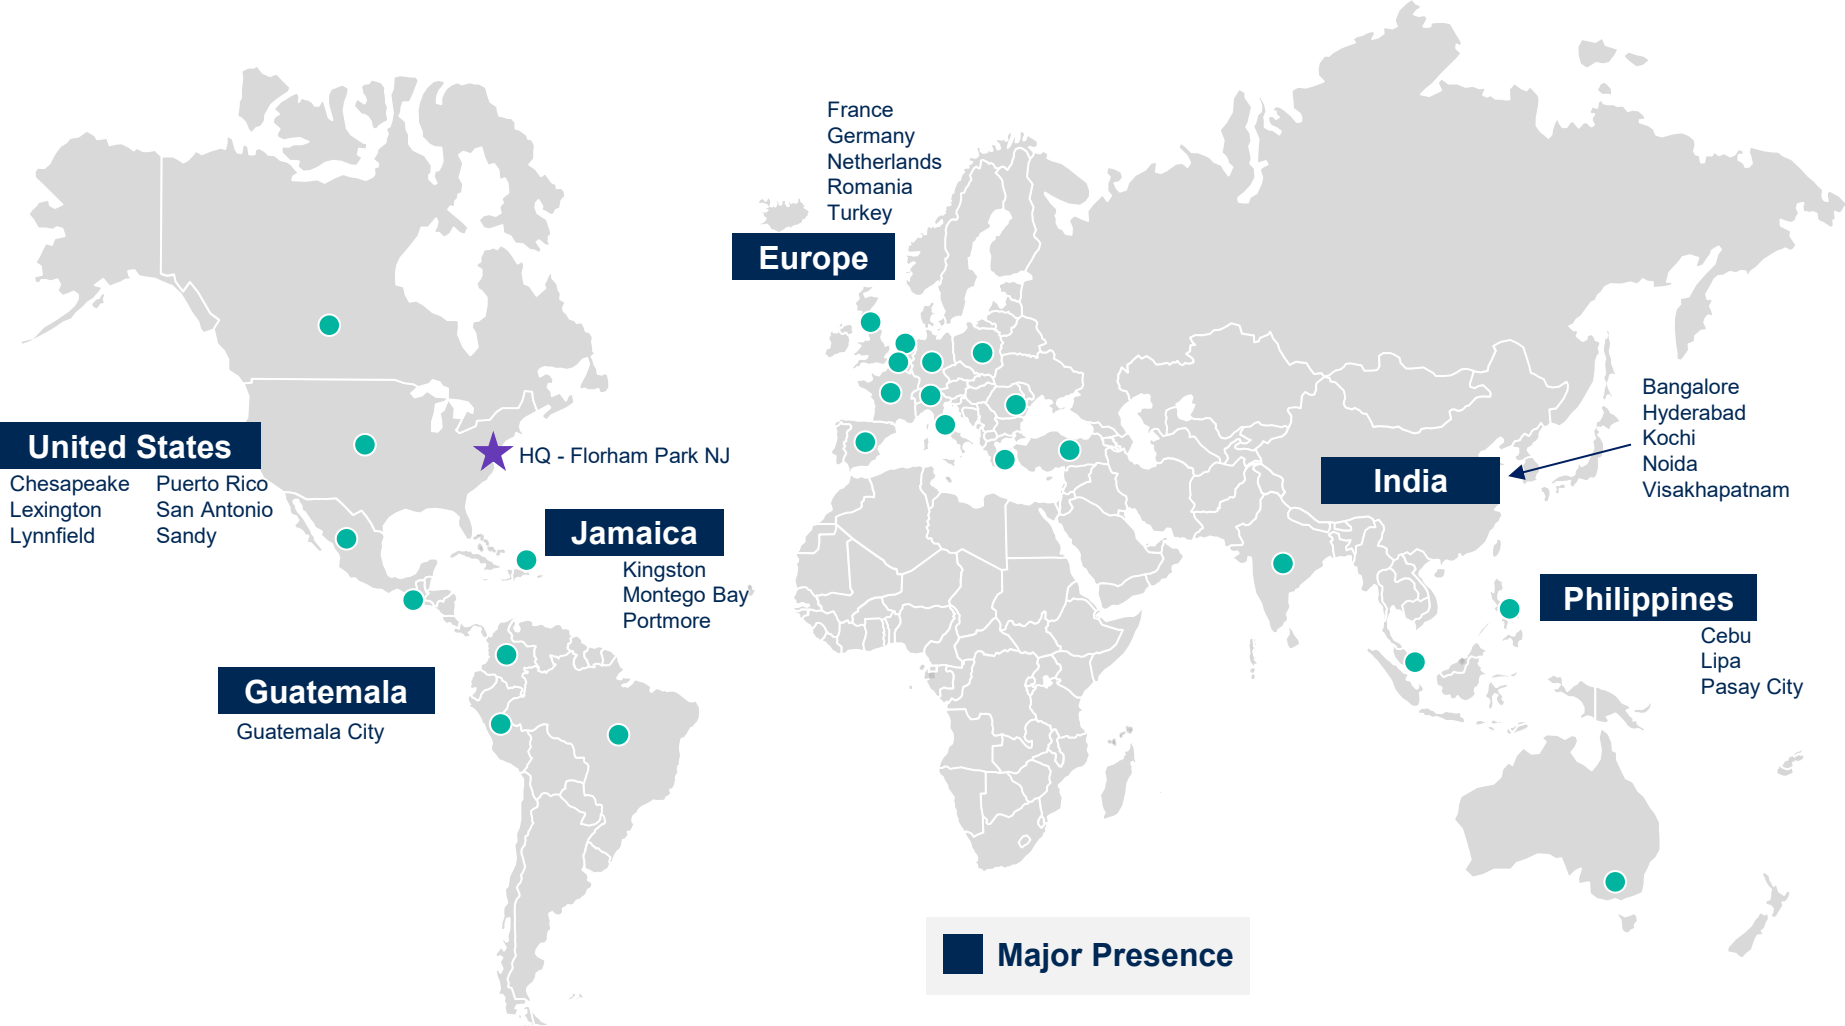 France
Germany
Netherlands
Romania
Turkey
Europe
United States
Chesapeake
Lexington
Lynnfield
Puerto Rico
San Antonio
Sandy
HQ - Florham Park NJ
Jamaica
Kingston
Montego Bay
Portmore
Guatemala
Guatemala City
Bangalore
Hyderabad
Kochi
Noida
Visakhapatnam
India
Philippines
Cebu
Lipa
Pasay City
Major Presence